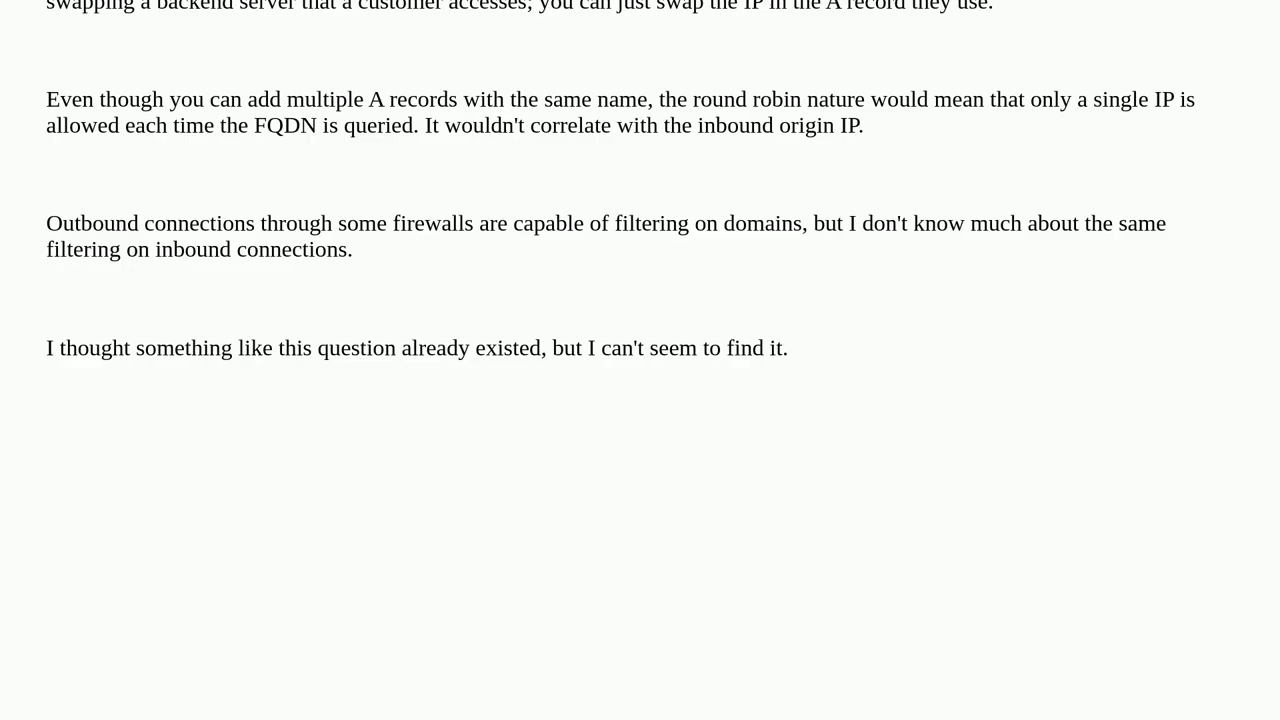 swapping a backend server that a customer accesses; you can just swap the IP in the A record they use.
Even though you can add multiple A records with the same name, the round robin nature would mean that only a single IP is
allowed each time the FQDN is queried. It wouldn't correlate with the inbound origin IP.
Outbound connections through some firewalls are capable of filtering on domains, but I don't know much about the same
filtering on inbound connections.
I thought something like this question already existed, but I can't seem to find it.